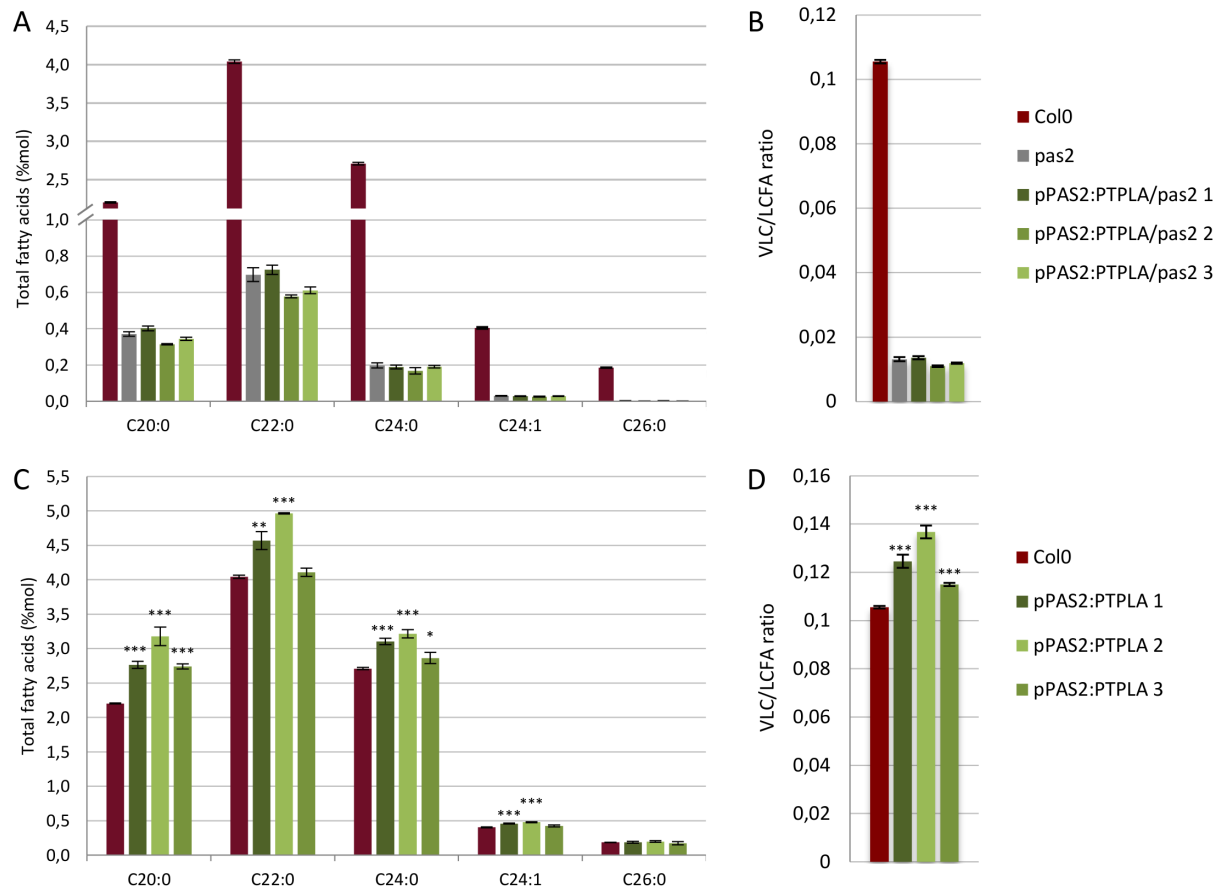 A
Total fatty acids (%mol)
4,5
4,0
3,5
3,0
2,5
1,0
0,8
0,6
0,4
0,2
0,0
C20:0
C22:0
C24:0
C24:1
C26:0
B
VLC/LCFA ratio
0,12
0,1
0,08
0,06
0,04
0,02
0
Col0
pas2
pPAS2:PTPLA/pas2 1
pPAS2:PTPLA/pas2 2
pPAS2:PTPLA/pas2 3
C
Total fatty acids (%mol)
5,5
5,0
4,5
4,0
3,5
3,0
2,5
2,0
1,5
1,0
0,5
0,0
***
***
***
**
***
***
***
*
***
***
C20:0
C22:0
C24:0
C24:1
C26:0
D
VLC/LCFA ratio
0,16
0,14
0,12
0,1
0,08
0,06
0,04
0,02
0
***
***
***
Col0
pPAS2:PTPLA 1
pPAS2:PTPLA 2
pPAS2:PTPLA 3